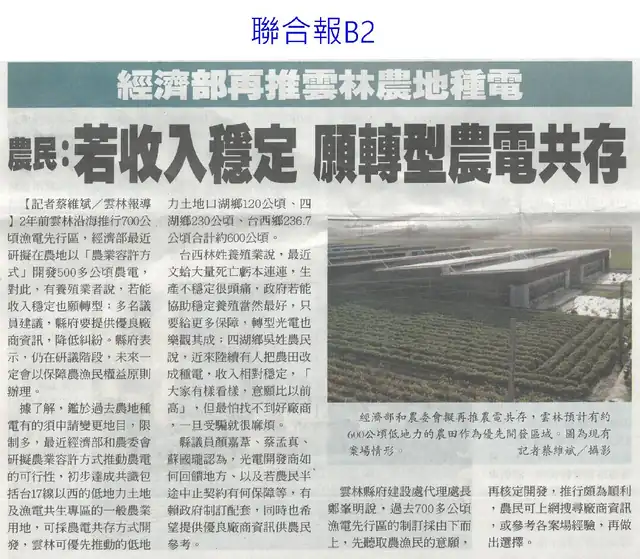 聯合報B2
經濟部再推雲林農地種電
農民:若收入穩定 願轉型農電共存
【記者蔡維斌╱雲林報導
】2年前雲林沿海推行700公
頃漁電先行區，經濟部最近
研擬在農地以「農業容許方
式」開發500多公頃農電，
對此，有養殖業者說，若能
收入穩定也願轉型；多名議
員建議，縣府要提供優良廠
商資訊，降低糾紛。縣府表
示，仍在研議階段，未來一
定會以保障農漁民權益原則
辦理。
據了解，鑑於過去農地種
電有的須申請變更地目，限
制多，最近經濟部和農委會
研擬農業容許方式推動農電
的可行性，初步達成共識包
括台17線以西的低地力土地
及漁電共生專區的一般農業
用地，可採農電共存方式開
發，雲林可優先推動的低地
力土地口湖鄉120公頃、四
湖鄉230公頃、台西鄉236.7
公頃合計約600公頃。
台西林姓養殖業說，最近
文蛤大量死亡虧本連連，生
產不穩定很頭痛，政府若能
協助穩定養殖當然最好，只
要給更多保障，轉型光電也
樂觀其成；四湖鄉吳姓農民
說，近來陸續有人把農田改
成種電，收入相對穩定，「
大家有樣看樣，意願比以前
高」，但最怕找不到好廠商
，一旦受騙就很麻煩。
縣議員顏嘉葦、蔡孟真、
蘇國瓏認為，光電開發商如
何回饋地方、以及若農民半
途中止契約有何保障等，有
賴政府制訂配套，同時也希
望提供優良廠商資訊供農民
參考。
經濟部和農委會擬再推農電共存，雲林預計有約
600公頃低地力的農田作為優先開發區域。圖為現有
案場情形。 記者蔡維斌╱攝影
雲林縣府建設處代理處長
鄭峯明說，過去700多公頃
漁電先行區的制訂採由下而
上，先聽取農漁民的意願，
再核定開發，推行頗為順利
，農民可上網搜尋廠商資訊
，或參考各案場經驗，再做
出選擇。